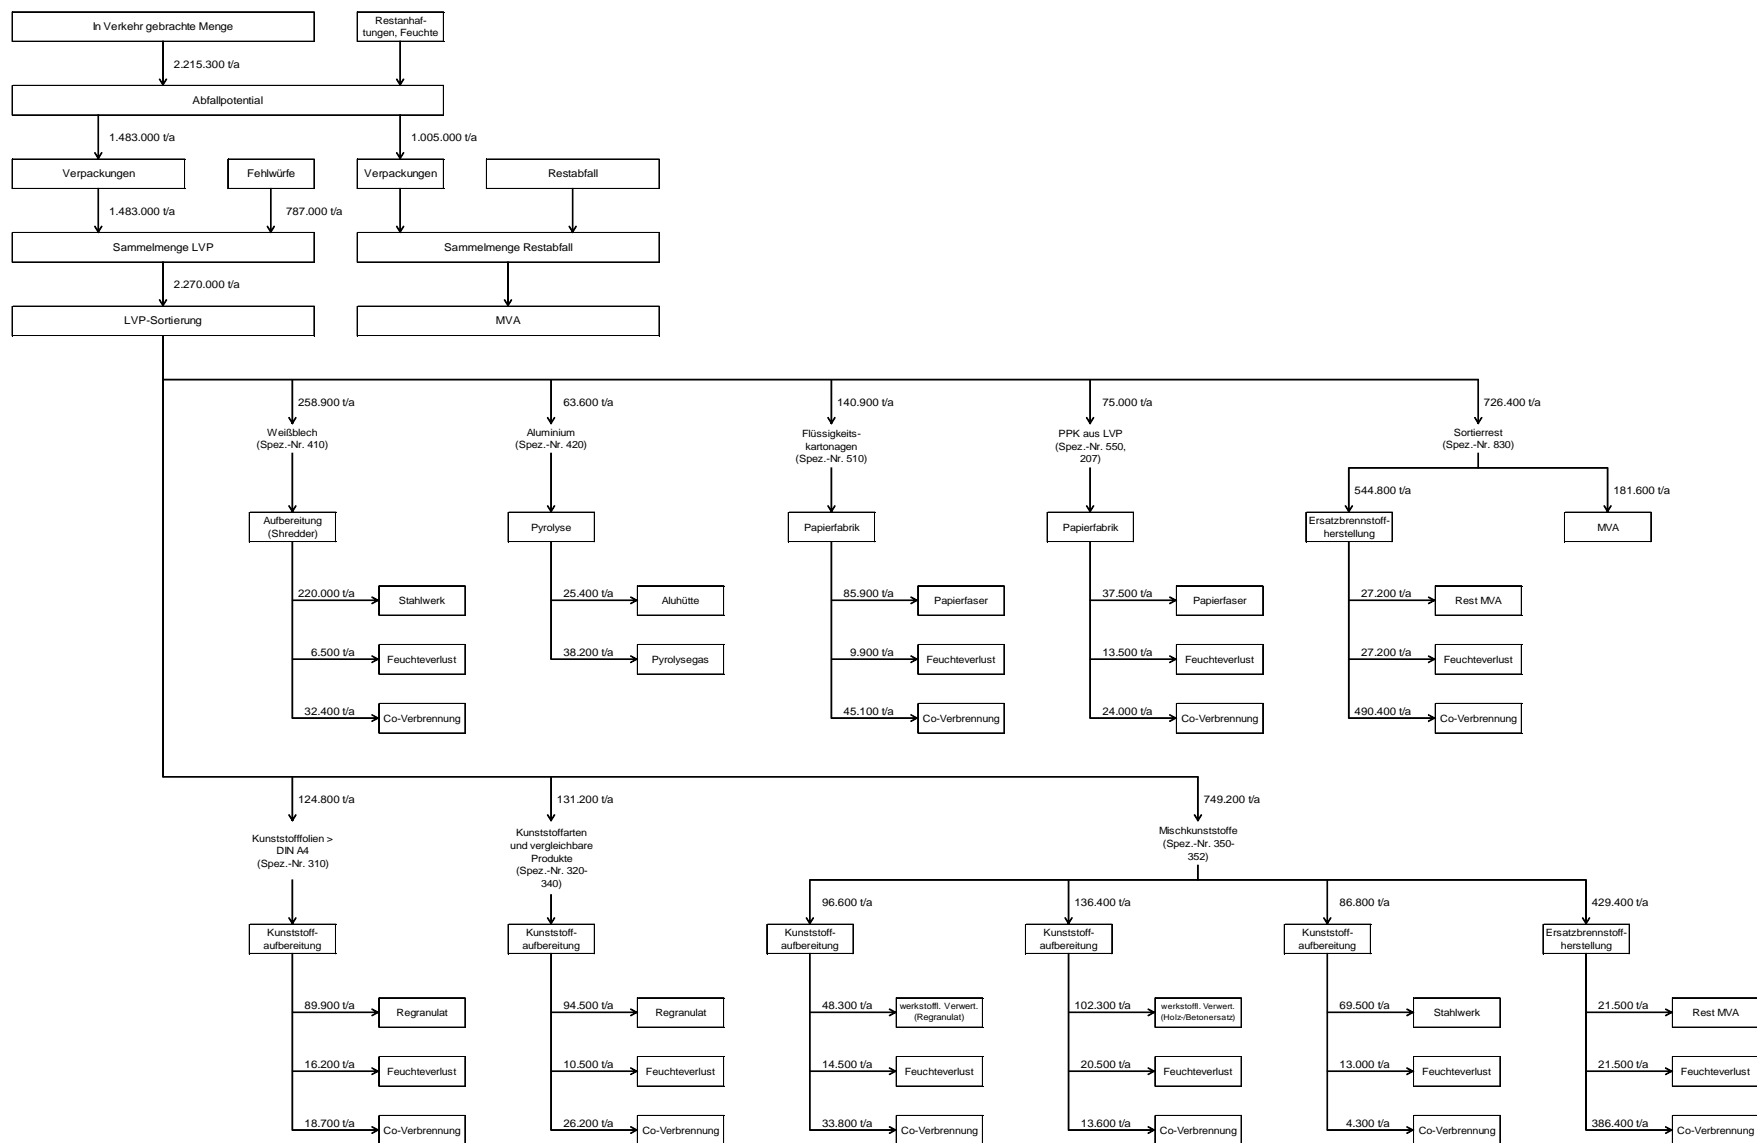 In Verkehr gebrachte Menge
Restanhaf-
tungen, Feuchte
2.215.300 t/a
Abfallpotential
1.483.000 t/a
1.005.000 t/a
Verpackungen
Fehlwürfe
Verpackungen
Restabfall
1.483.000 t/a
787.000 t/a
Sammelmenge LVP
Sammelmenge Restabfall
2.270.000 t/a
LVP-Sortierung
MVA
258.900 t/a
63.600 t/a
140.900 t/a
75.000 t/a
726.400 t/a
Weißblech
(Spez.-Nr. 410)
Aluminium
(Spez.-Nr. 420)
Flüssigkeits-
kartonagen
(Spez.-Nr. 510)
PPK aus LVP
(Spez.-Nr. 550,
207)
Sortierrest
(Spez.-Nr. 830)
544.800 t/a
181.600 t/a
Aufbereitung
(Shredder)
Pyrolyse
Papierfabrik
Papierfabrik
Ersatzbrennstoff-
herstellung
MVA
220.000 t/a
Stahlwerk
25.400 t/a
Aluhütte
85.900 t/a
Papierfaser
37.500 t/a
Papierfaser
27.200 t/a
Rest MVA
6.500 t/a
Feuchteverlust
38.200 t/a
Pyrolysegas
9.900 t/a
Feuchteverlust
13.500 t/a
Feuchteverlust
27.200 t/a
Feuchteverlust
32.400 t/a
Co-Verbrennung
45.100 t/a
Co-Verbrennung
24.000 t/a
Co-Verbrennung
490.400 t/a
Co-Verbrennung
124.800 t/a
131.200 t/a
749.200 t/a
Kunstofffolien >
DIN A4
(Spez.-Nr. 310)
Kunststoffarten
und vergleichbare
Produkte
(Spez.-Nr. 320-
340)
Mischkunststoffe
(Spez.-Nr. 350-
352)
96.600 t/a
136.400 t/a
86.800 t/a
429.400 t/a
Kunststoff-
aufbereitung
Kunststoff-
aufbereitung
Kunststoff-
aufbereitung
Kunststoff-
aufbereitung
Kunststoff-
aufbereitung
Ersatzbrennstoff-
herstellung
89.900 t/a
Regranulat
94.500 t/a
Regranulat
48.300 t/a
werkstoffl. Verwert.
(Regranulat)
102.300 t/a
werkstoffl. Verwert.
(Holz-/Betonersatz)
69.500 t/a
Stahlwerk
21.500 t/a
Rest MVA
16.200 t/a
Feuchteverlust
10.500 t/a
Feuchteverlust
14.500 t/a
Feuchteverlust
20.500 t/a
Feuchteverlust
13.000 t/a
Feuchteverlust
21.500 t/a
Feuchteverlust
18.700 t/a
Co-Verbrennung
26.200 t/a
Co-Verbrennung
33.800 t/a
Co-Verbrennung
13.600 t/a
Co-Verbrennung
4.300 t/a
Co-Verbrennung
386.400 t/a
Co-Verbrennung